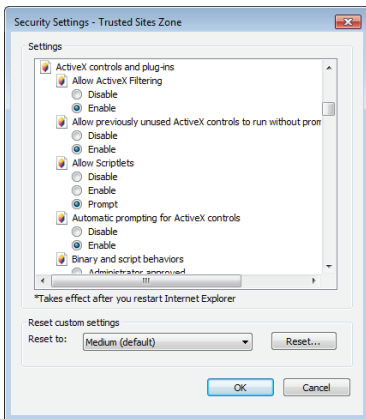 Security Settings - Trusted Sites Zone
Settings
ActiveX controls and plug-ins
Allow ActiveX Filtering
Disable
Enable
Allow previously unused ActiveX controls to run without prom
Disable
Enable
Allow Scriptlets
Disable
Enable
Prompt
Automatic prompting for ActiveX controls
Disable
Enable
Binary and script behaviors
Administrator approved
*Takes effect after you restart Internet Explorer
Reset custom settings
Reset to: Medium (default) Reset...
OK Cancel